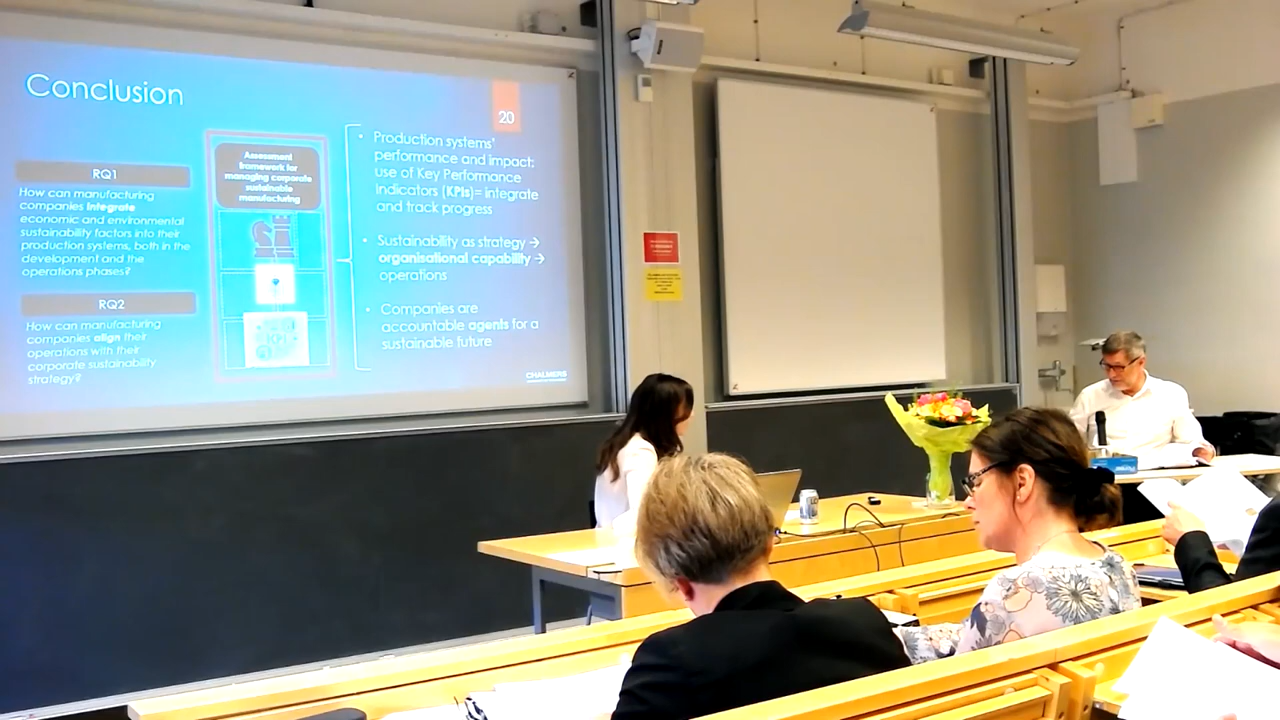 Conclusion
20
RQ1
How can manufacturing
companies integrate
economic and environmental
sustainability factors into their
production systems, both in the
development and the
operations phases?
RQ2
How can manufacturing
companies align their
operations with their
corporate sustainability
strategy?
Assessment
framework for
managing corporate
sustainable
manufacturing
• Production systems'
performance and impact:
use of Key Performance
Indicators (KPIs)= integrate
and track progress
• Sustainability as strategy →
organisational capability →
operations
• Companies are
accountable agents for a
sustainable future
CHALMERS